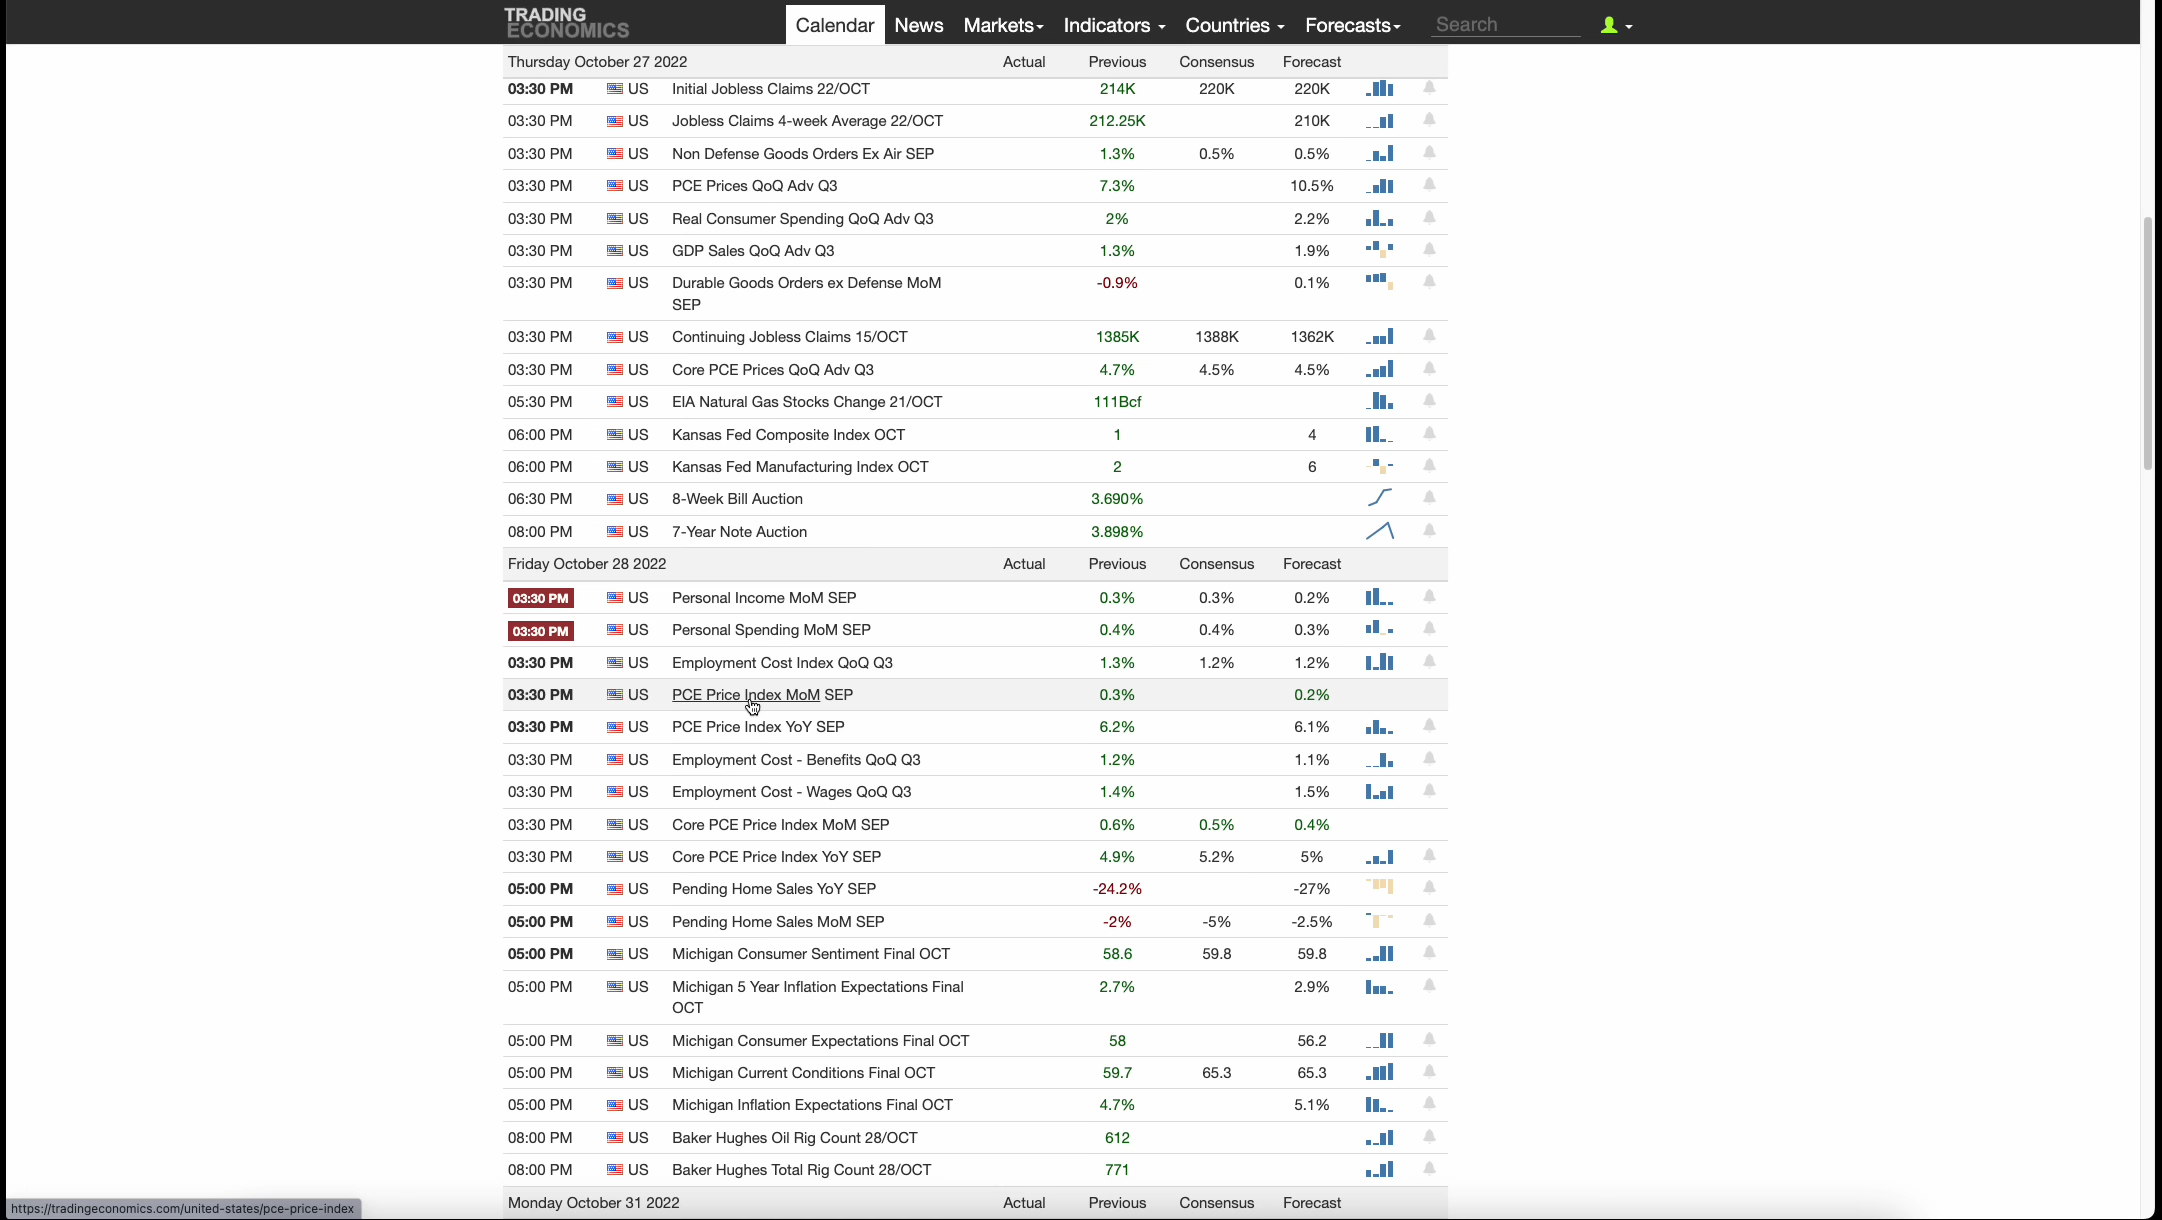 TRADING
ECONOMICS
Calendar News Markets Indicators Countries Forecasts Search
Thursday October 27 2022 Actual Previous Consensus Forecast
03:30 PM US Initial Jobless Claims 22/OCT 214K 220K 220K
03:30 PM US Jobless Claims 4-week Average 22/OCT 212.25K 210K
03:30 PM US Non Defense Goods Orders Ex Air SEP 1.3% 0.5% 0.5%
03:30 PM US PCE Prices QoQ Adv Q3 7.3% 10.5%
03:30 PM US Real Consumer Spending QoQ Adv Q3 2% 2.2%
03:30 PM US GDP Sales QoQ Adv Q3 1.3% 1.9%
03:30 PM US Durable Goods Orders ex Defense MoM -0.9% 0.1%
SEP
03:30 PM US Continuing Jobless Claims 15/OCT 1385K 1388K 1362K
03:30 PM US Core PCE Prices QoQ Adv Q3 4.7% 4.5% 4.5%
05:30 PM US EIA Natural Gas Stocks Change 21/OCT 111Bcf
06:00 PM US Kansas Fed Composite Index OCT 1 4
06:00 PM US Kansas Fed Manufacturing Index OCT 2 6
06:30 PM US 8-Week Bill Auction 3.690%
08:00 PM US 7-Year Note Auction 3.898%
Friday October 28 2022 Actual Previous Consensus Forecast
03:30 PM US Personal Income MoM SEP 0.3% 0.3% 0.2%
03:30 PM US Personal Spending MoM SEP 0.4% 0.4% 0.3%
03:30 PM US Employment Cost Index QoQ Q3 1.3% 1.2% 1.2%
03:30 PM US PCE Price Index MoM SEP 0.3% 0.2%
03:30 PM US PCE Price Index YoY SEP 6.2% 6.1%
03:30 PM US Employment Cost - Benefits QoQ Q3 1.2% 1.1%
03:30 PM US Employment Cost - Wages QoQ Q3 1.4% 1.5%
03:30 PM US Core PCE Price Index MoM SEP 0.6% 0.5% 0.4%
03:30 PM US Core PCE Price Index YoY SEP 4.9% 5.2% 5%
05:00 PM US Pending Home Sales YoY SEP -24.2% -27%
05:00 PM US Pending Home Sales MoM SEP -2% -5% -2.5%
05:00 PM US Michigan Consumer Sentiment Final OCT 58.6 59.8 59.8
05:00 PM US Michigan 5 Year Inflation Expectations Final 2.7% 2.9%
OCT
05:00 PM US Michigan Consumer Expectations Final OCT 58 56.2
05:00 PM US Michigan Current Conditions Final OCT 59.7 65.3 65.3
05:00 PM US Michigan Inflation Expectations Final OCT 4.7% 5.1%
08:00 PM US Baker Hughes Oil Rig Count 28/OCT 612
08:00 PM US Baker Hughes Total Rig Count 28/OCT 771
Monday October 31 2022 Actual Previous Consensus Forecast
https://tradingeconomics.com/united-states/pce-price-index